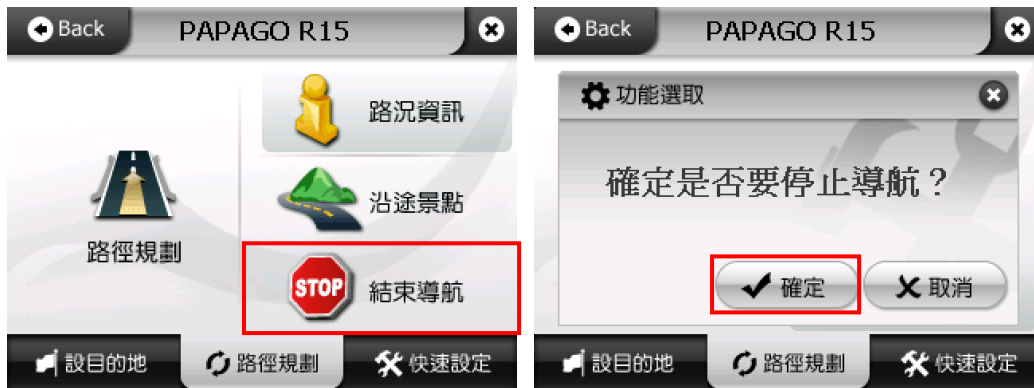 Back PAPAGO R15
路況資訊
沿途景點
路徑規劃
STOP 結束導航
設目的地 路徑規劃 快速設定
Back PAPAGO R15
功能選取
確定是否要停止導航？
確定 取消
設目的地 路徑規劃 快速設定